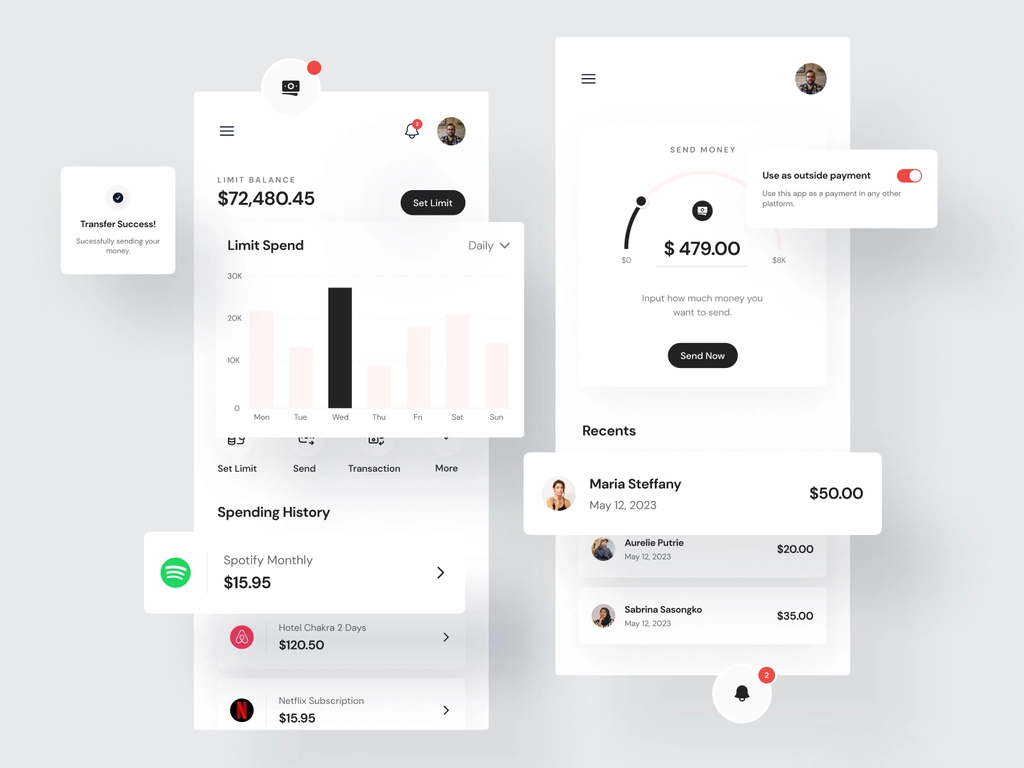 2
LIMIT BALANCE
$72,480.45
Set Limit
Transfer Success!
Sucessfully sending your
money.
Limit Spend
Daily
30K
20K
10K
0
Mon
Tue
Wed
Thu
Fri
Sat
Sun
Set Limit
Send
Transaction
More
Spending History
Spotify Monthly
$15.95
Hotel Chakra 2 Days
$120.50
Netflix Subscription
$15.95
SEND MONEY
Use as outside payment
Use this app as a payment in any other
platform.
$ 479.00
$0
$8K
Input how much money you
want to send.
Send Now
Recents
Maria Steffany
May 12, 2023
$50.00
Aurelie Putrie
May 12, 2023
$20.00
Sabrina Sasongko
May 12, 2023
$35.00
2